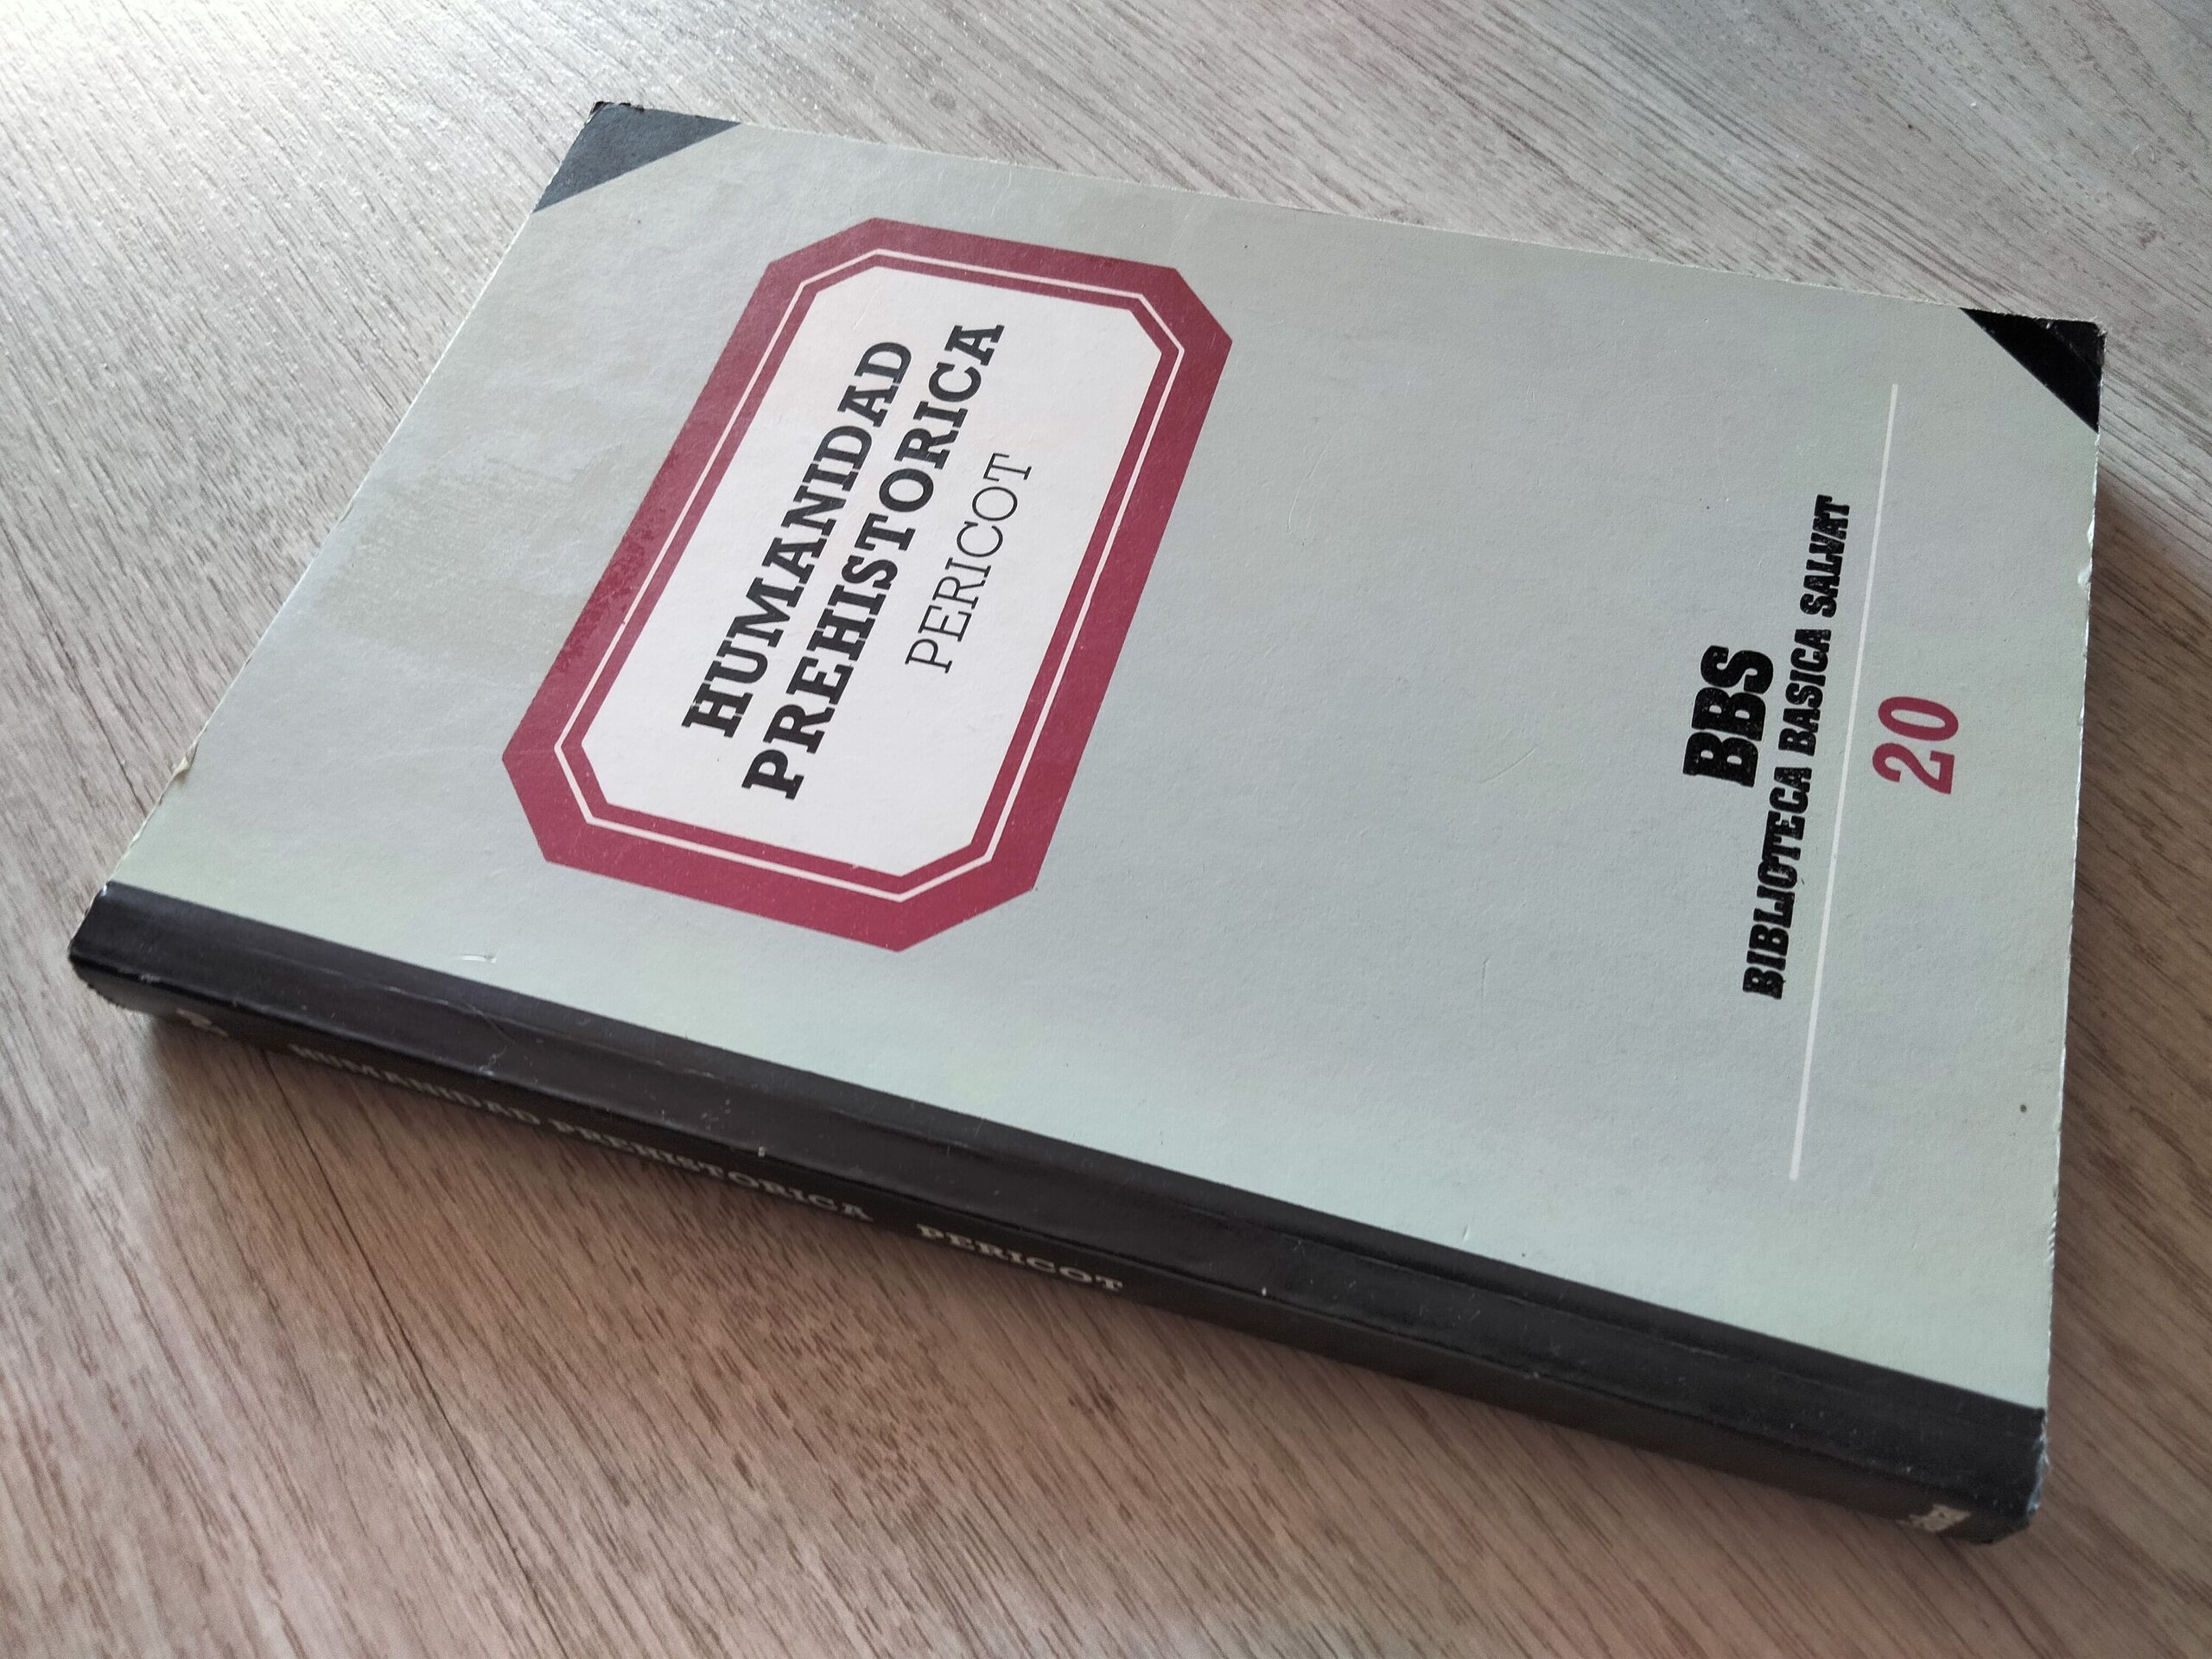 HUMANIDAD
PREHISTORICA
PERICOT
BBS
BIBLIOTECA BASICA SALVAT
20
HUMANIDAD PREHISTORICA PERICOT